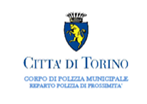 CITTA' DI TORINO
CORPO DI POLIZIA MUNICIPALE
REPARTO POLIZIA DI PROSSIMITA'